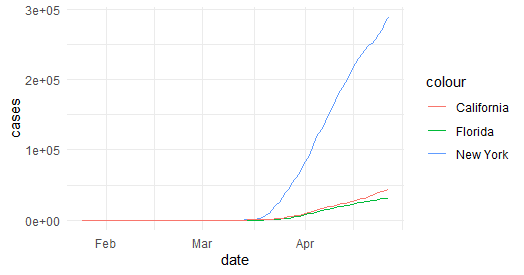 3e+05
2e+05
1e+05
0e+00
cases
Feb Mar Apr
date
colour
California
Florida
New York